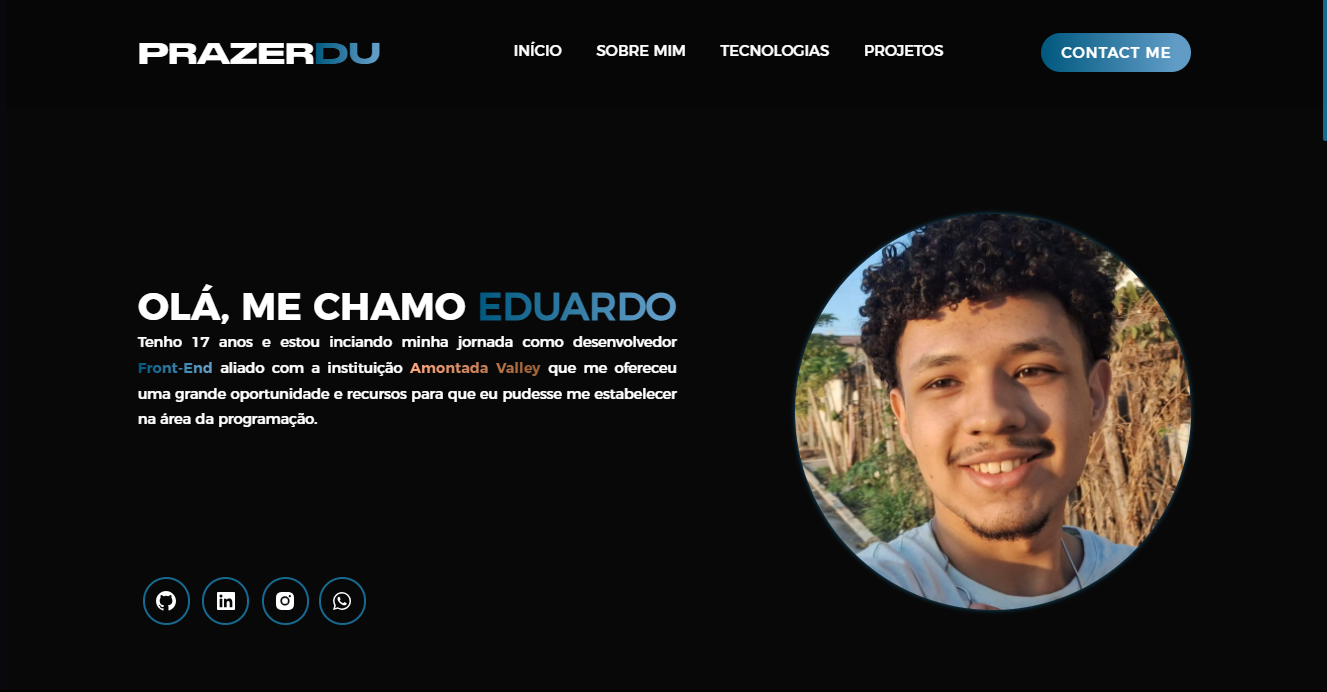 PRAZERDU
INÍCIO SOBRE MIM TECNOLOGIAS PROJETOS
CONTACT ME
OLÁ, ME CHAMO EDUARDO
Tenho 17 anos e estou inciando minha jornada como desenvolvedor
Front-End aliado com a instituição Amontada Valley que me ofereceu
uma grande oportunidade e recursos para que eu pudesse me estabelecer
na área da programação.
in